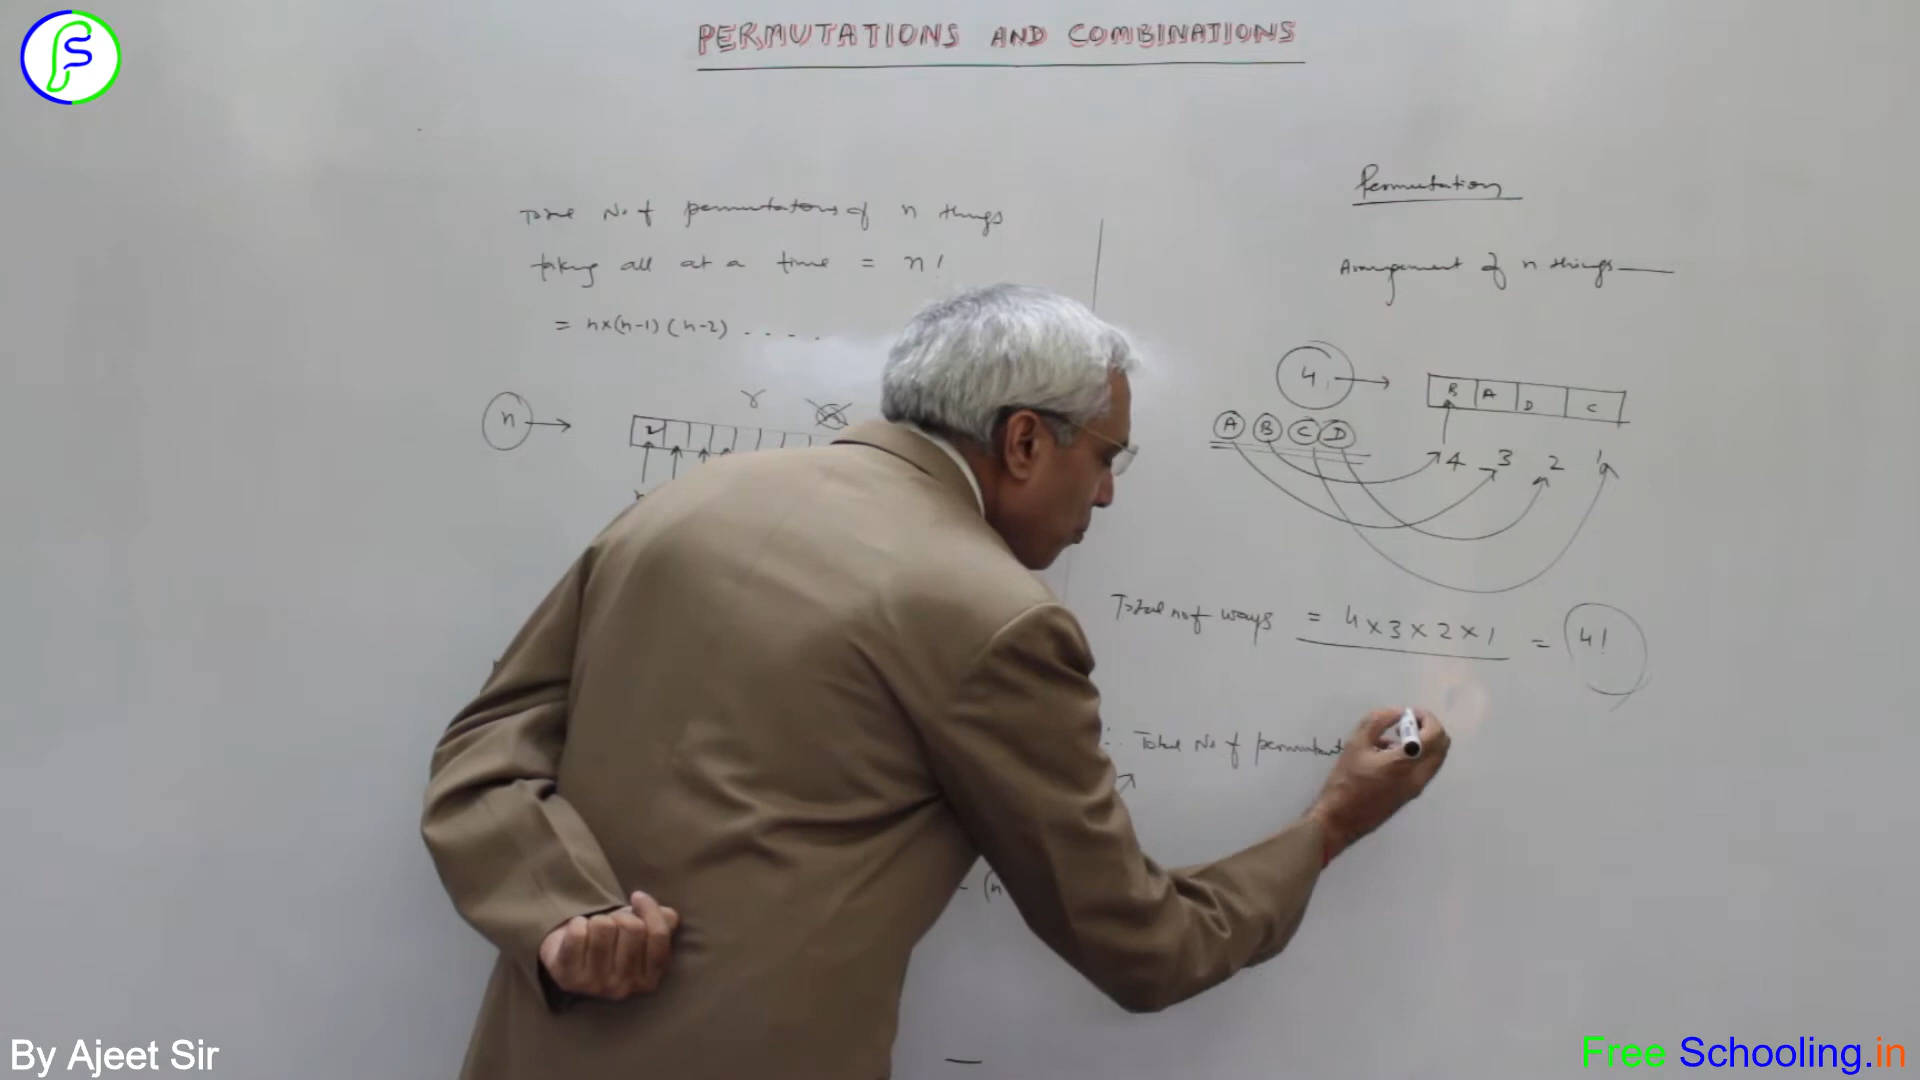 PERMUTATIONS AND COMBINATIONS
Total No of permutations of n things
taking all at a time = n!
= n×(n-1) (n-2) . . . .
r
n →
Permutation
Arrangement of n things
4 →
B A D C
A B C D
4 3 2 1
Total no of ways = 4 × 3 × 2 × 1 = 4!
∴ Total No of permutat
(n
By Ajeet Sir
Free Schooling.in